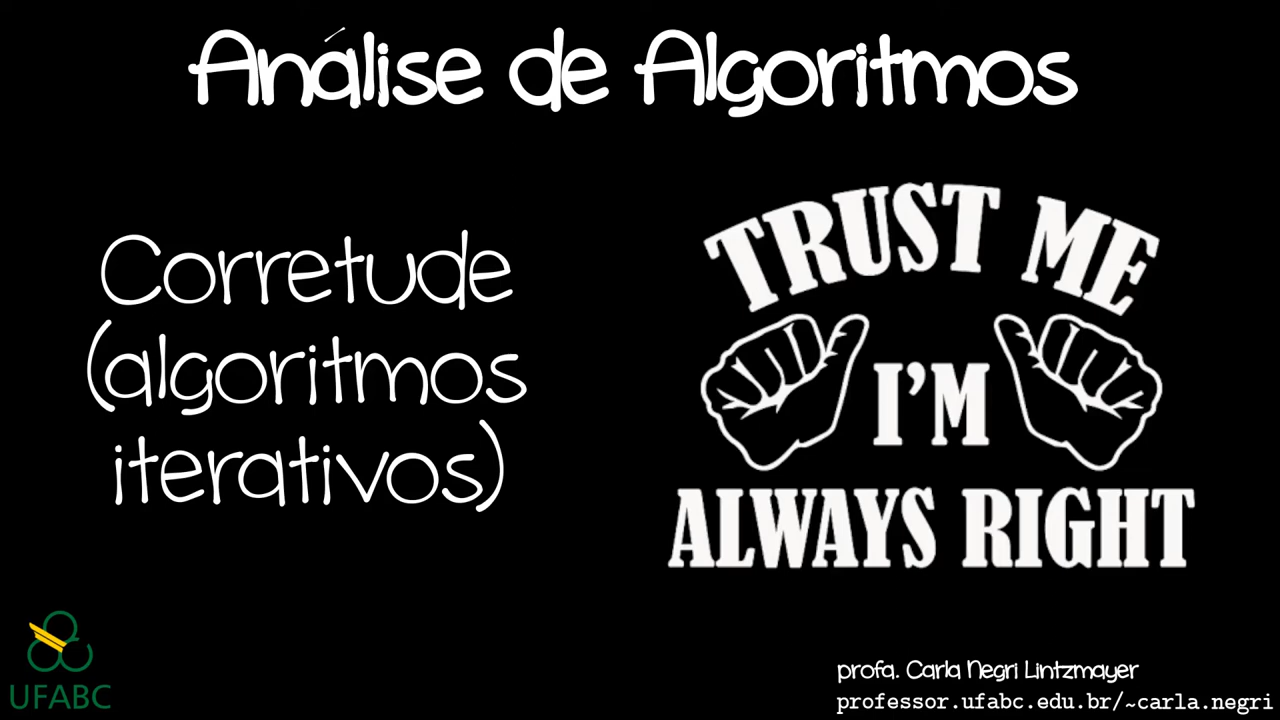 Análise de Algoritmos
Corretude
(algoritmos
iterativos)
TRUST ME
I'M
ALWAYS RIGHT
UFABC
profa. Carla Negri Lintzmayer
professor.ufabc.edu.br/~carla.negri